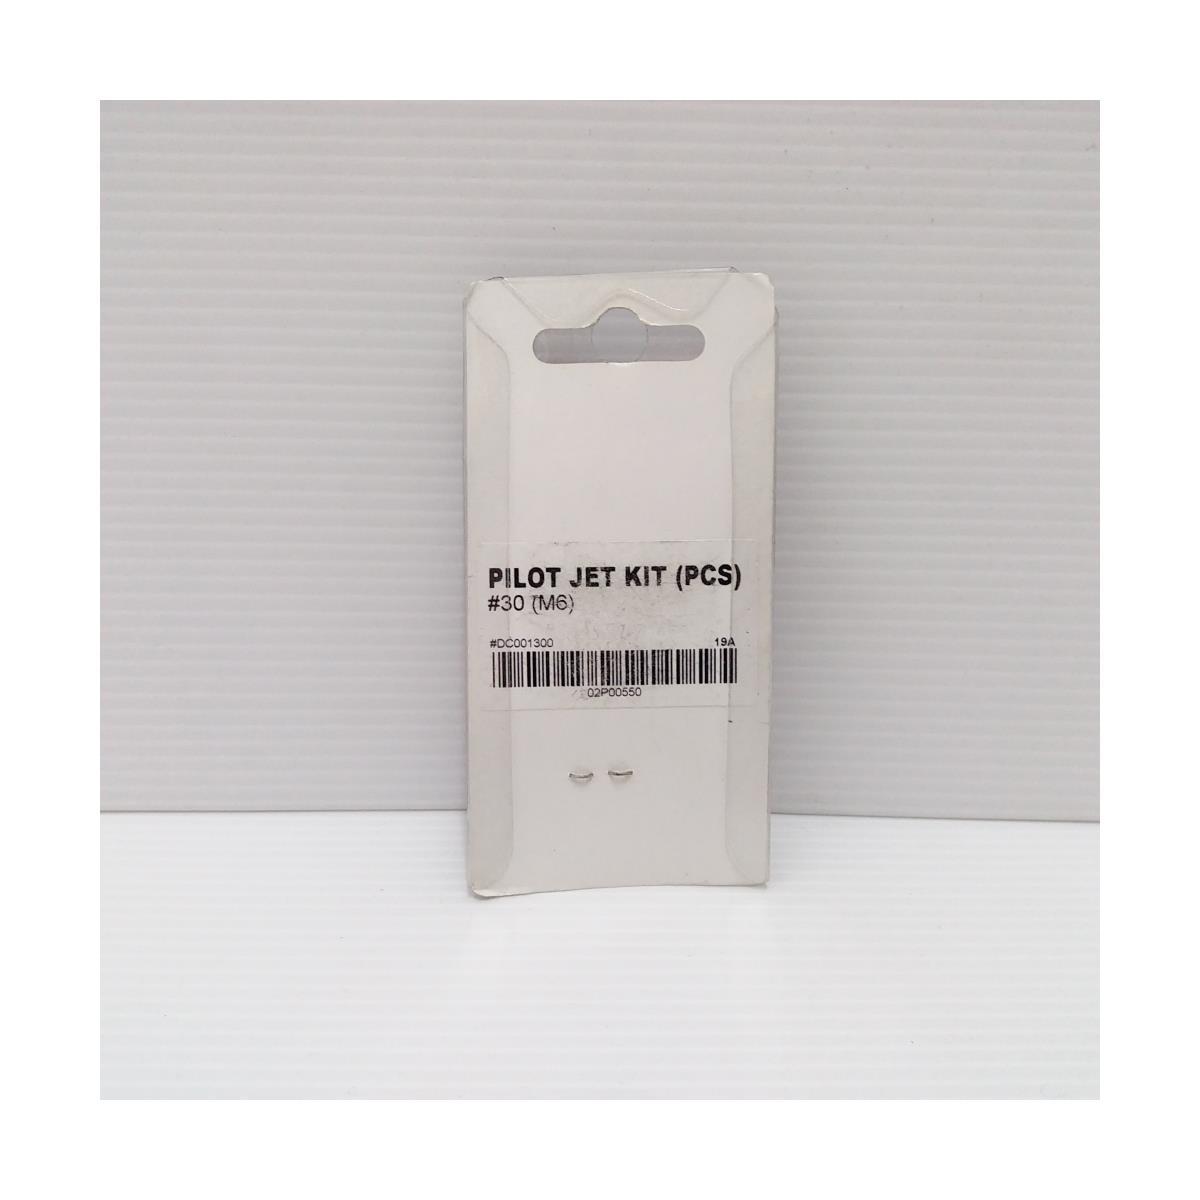 PILOT JET KIT (PCS)
#30 (M6)
#DC001300 19A
02P00550